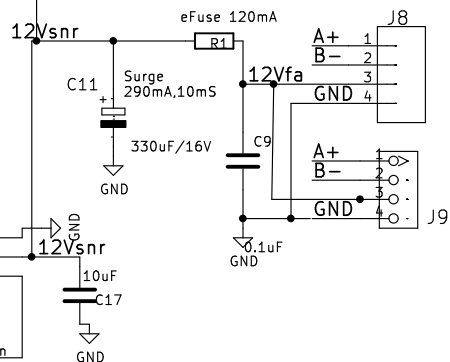 eFuse 120mA
J8
12Vsnr
R1
A+ 1
B- 2
12Vfa 3
GND 4
C11
+
Surge
290mA,10mS
330uF/16V
C9
GND
A+ 1
B- 2
3
GND 4
J9
GND
12Vsnr
0.1uF
GND
10uF
C17
GND
n